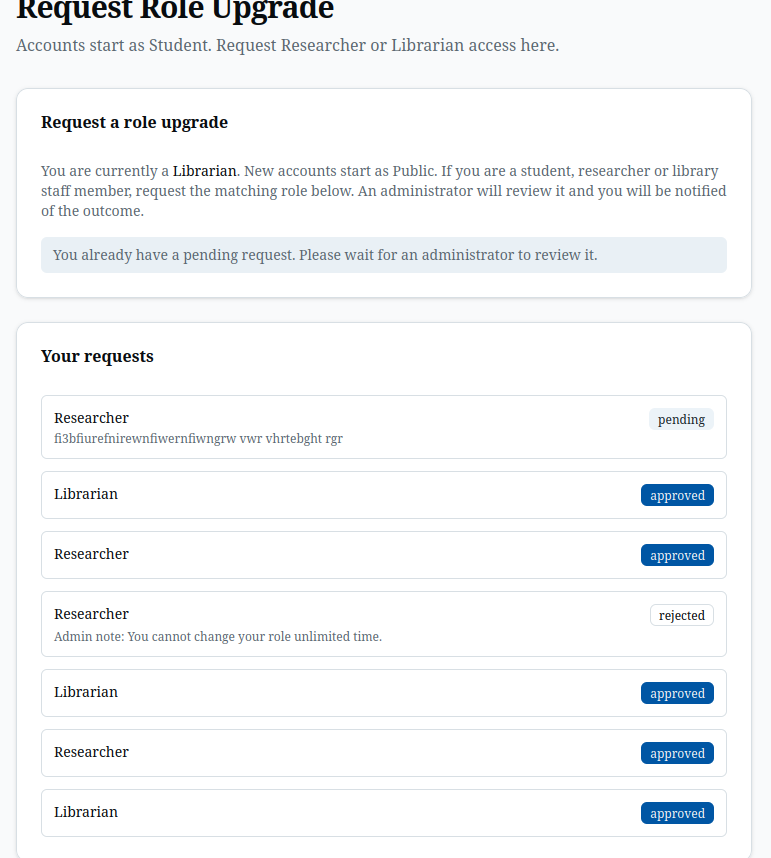 Request Role Upgrade
Accounts start as Student. Request Researcher or Librarian access here.
Request a role upgrade
You are currently a Librarian. New accounts start as Public. If you are a student, researcher or library
staff member, request the matching role below. An administrator will review it and you will be notified
of the outcome.
You already have a pending request. Please wait for an administrator to review it.
Your requests
Researcher
pending
fi3bfiurefnirewnfiwernfiwngrw vwr vhrtebght rgr
Librarian
approved
Researcher
approved
Researcher
rejected
Admin note: You cannot change your role unlimited time.
Librarian
approved
Researcher
approved
Librarian
approved